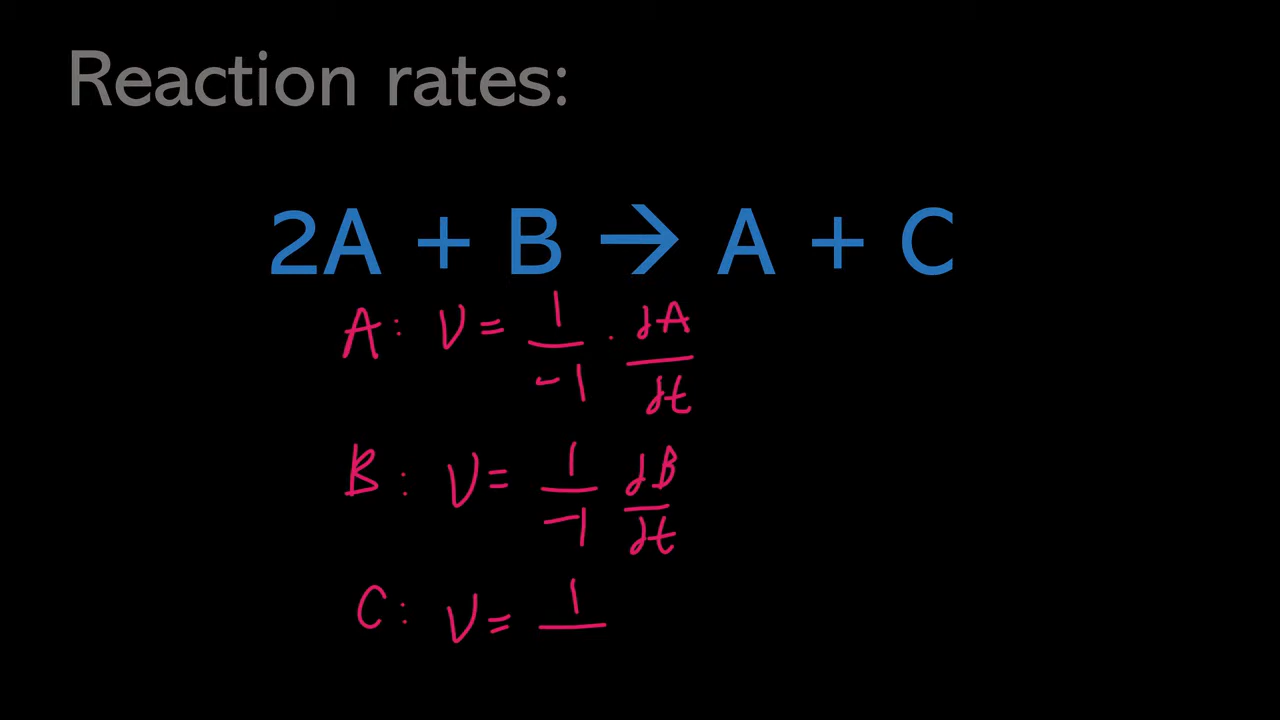 Reaction rates:
2A + B → A + C
A: V = 1/-1 · dA/dt
B: V = 1/-1 dB/dt
C: V = 1/